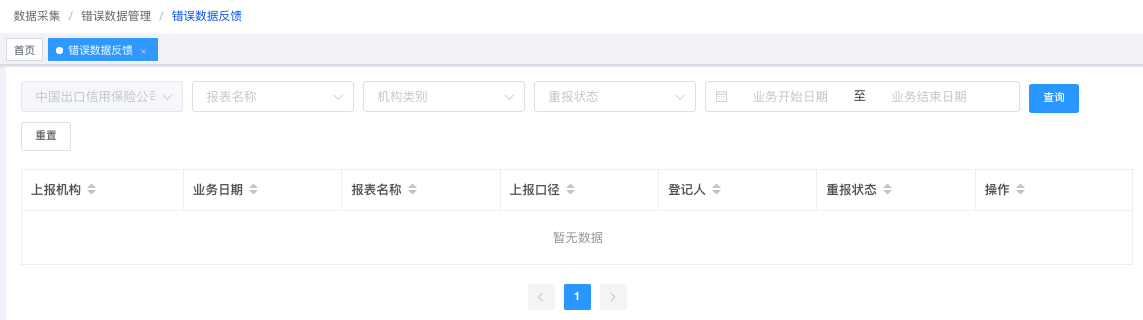 数据采集 / 错误数据管理 / 错误数据反馈
首页 错误数据反馈 ×
中国出口信用保险公司 报表名称 机构类别 重报状态 业务开始日期 至 业务结束日期 查询
重置
上报机构 业务日期 报表名称 上报口径 登记人 重报状态 操作
暂无数据
1